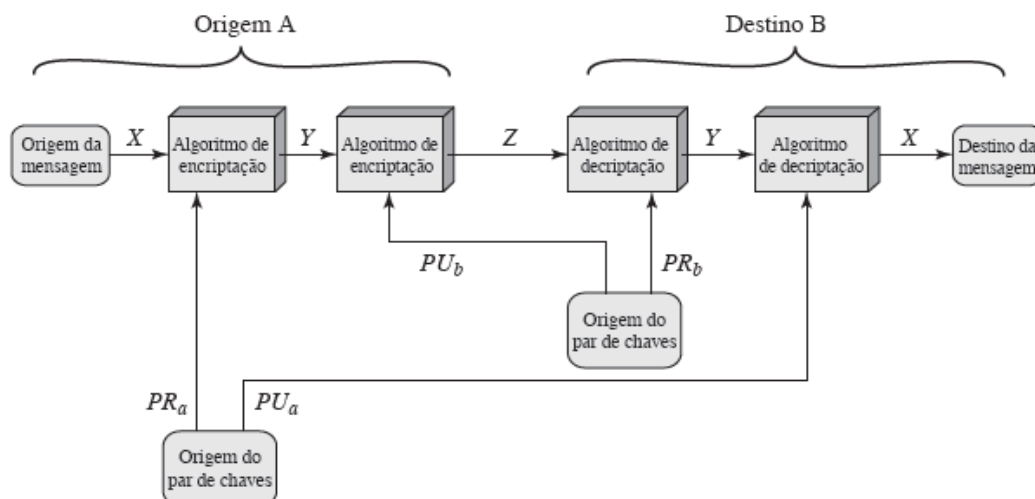 Origem A
Destino B
Origem da
mensagem
X
Algoritmo de
encriptação
Y
Algoritmo de
encriptação
Z
Algoritmo de
decriptação
Y
Algoritmo
de decriptação
X
Destino da
mensagem
PUb
PRb
Origem do
par de chaves
PRa
PUa
Origem do
par de chaves